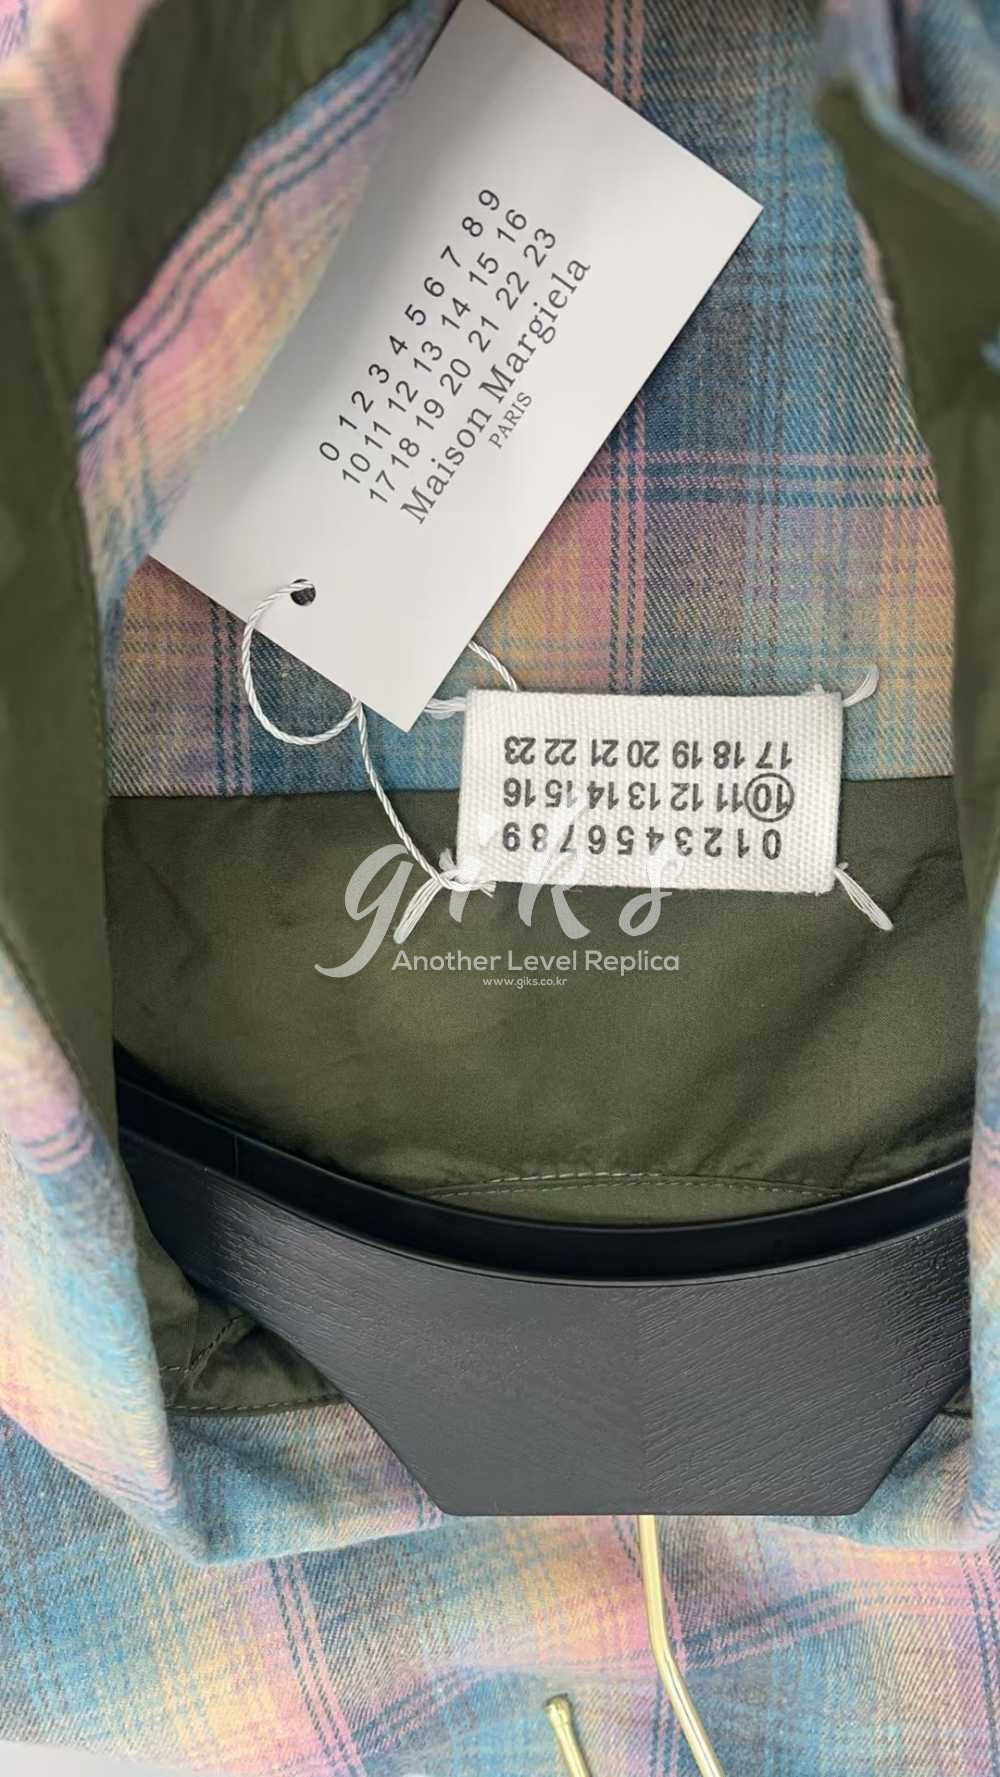 0 1 2 3 4 5 6 7 8 9
10 11 12 13 14 15 16
17 18 19 20 21 22 23
Maison Margiela
PARIS
0 1 2 3 4 5 6 7 8 9
10 11 12 13 14 15 16
17 18 19 20 21 22 23
giks
Another Level Replica
www.giks.co.kr